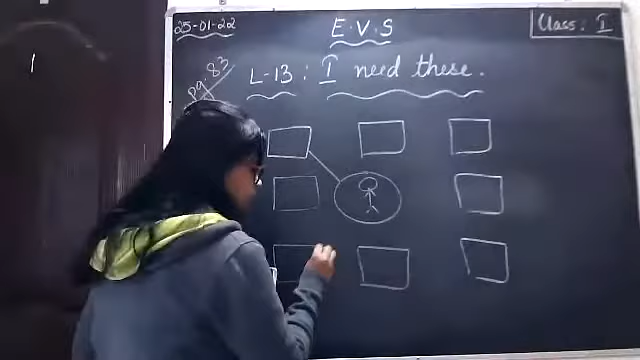 25-01-22
E.V.S
Class: I
pg. 83
L-13 : I need these.